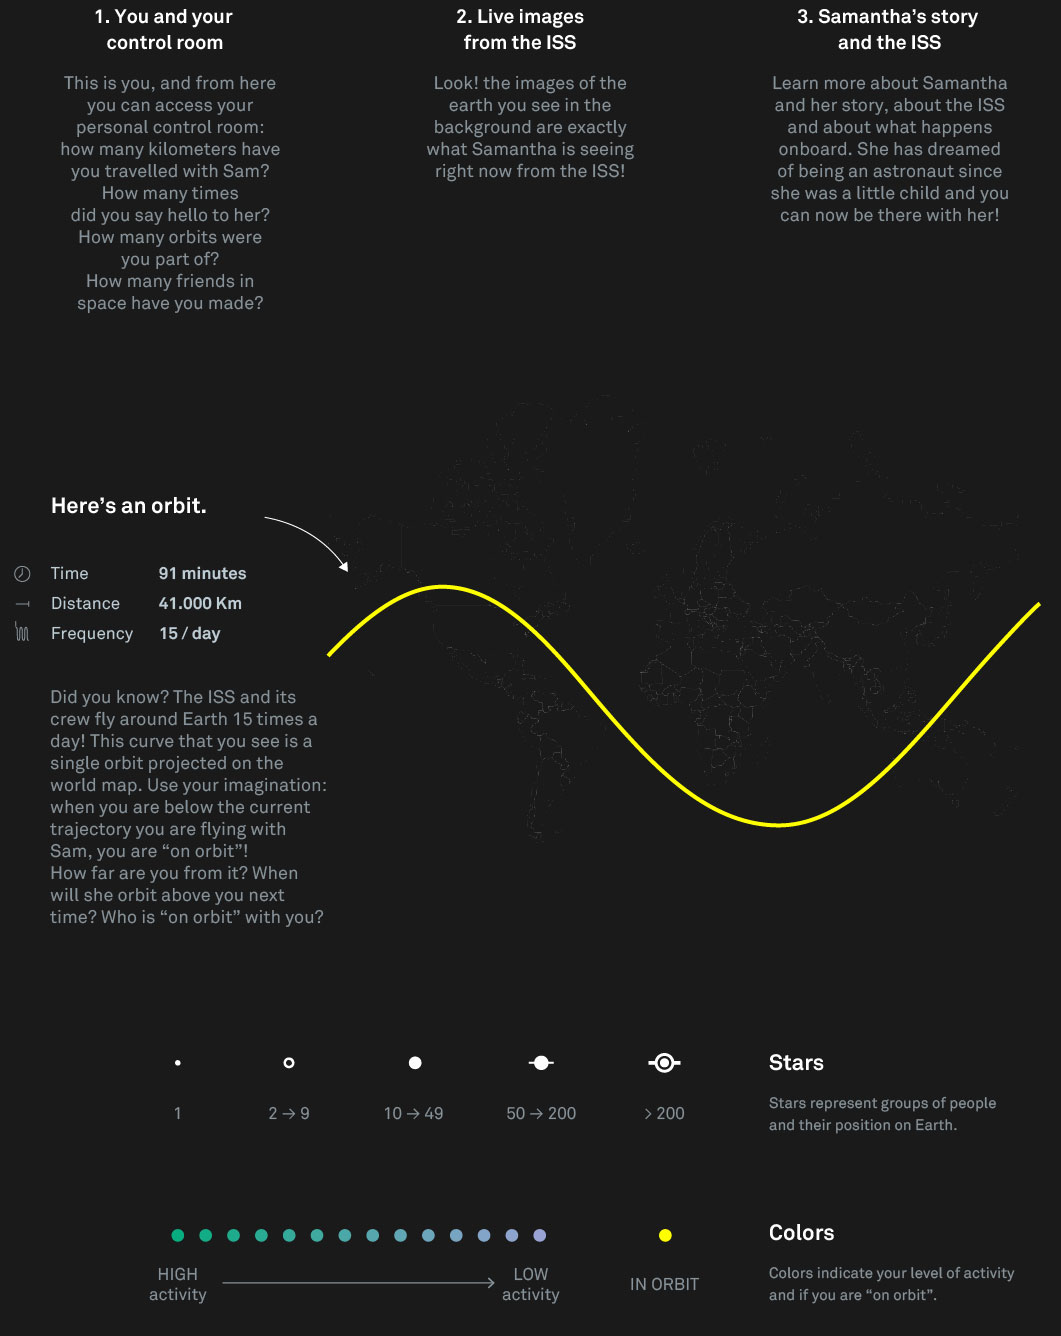 1. You and your
control room
This is you, and from here
you can access your
personal control room:
how many kilometers have
you travelled with Sam?
How many times
did you say hello to her?
How many orbits were
you part of?
How many friends in
space have you made?
2. Live images
from the ISS
Look! the images of the
earth you see in the
background are exactly
what Samantha is seeing
right now from the ISS!
3. Samantha’s story
and the ISS
Learn more about Samantha
and her story, about the ISS
and about what happens
onboard. She has dreamed
of being an astronaut since
she was a little child and you
can now be there with her!
Here’s an orbit.
Time 91 minutes
Distance 41.000 Km
Frequency 15 / day
Did you know? The ISS and its
crew fly around Earth 15 times a
day! This curve that you see is a
single orbit projected on the
world map. Use your imagination:
when you are below the current
trajectory you are flying with
Sam, you are “on orbit”!
How far are you from it? When
will she orbit above you next
time? Who is “on orbit” with you?
Stars
1 2 → 9 10 → 49 50 → 200 > 200
Stars represent groups of people
and their position on Earth.
Colors
HIGH
activity
LOW
activity
IN ORBIT
Colors indicate your level of activity
and if you are “on orbit”.